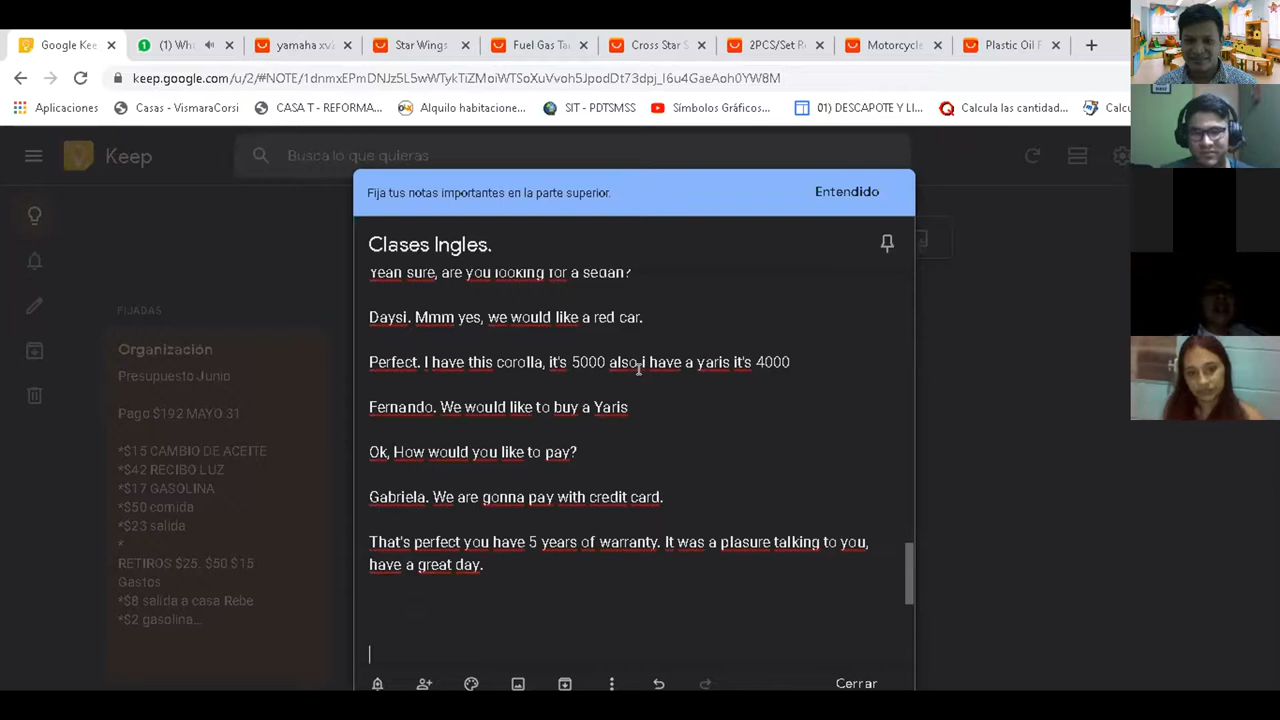 Google Kee
(1) Wh
yamaha xv
Star Wings
Fuel Gas Ta
Cross Star S
2PCS/Set R
Motorcycle
Plastic Oil F
keep.google.com/u/2/#NOTE/1dnmxEPmDNJz5L5wWTykTiZMoiWTSoXuVvoh5JpodDt73dpj_I6u4GaeAoh0YW8M
Aplicaciones
Casas - VismaraCorsi
CASA T - REFORMA...
Alquilo habitacione...
SIT - PDTSMSS
Símbolos Gráficos...
01) DESCAPOTE Y LI...
Calcula las cantidad...
Calcu
Keep
Busca lo que quieras
Fija tus notas importantes en la parte superior.
Entendido
Clases Ingles.
Yeah sure, are you looking for a sedan?
Daysi. Mmm yes, we would like a red car.
Perfect. I have this corolla, it's 5000 also i have a yaris it's 4000
Fernando. We would like to buy a Yaris
Ok, How would you like to pay?
Gabriela. We are gonna pay with credit card.
That's perfect you have 5 years of warranty. It was a plasure talking to you,
have a great day.
Cerrar
FIJADAS
Organización
Presupuesto Junio
Pago $192 MAYO 31
*$15 CAMBIO DE ACEITE
*$42 RECIBO LUZ
*$17 GASOLINA
*$50 comida
*$23 salida
*
RETIROS $25. $50 $15
Gastos
*$8 salida a casa Rebe
*$2 gasolina...